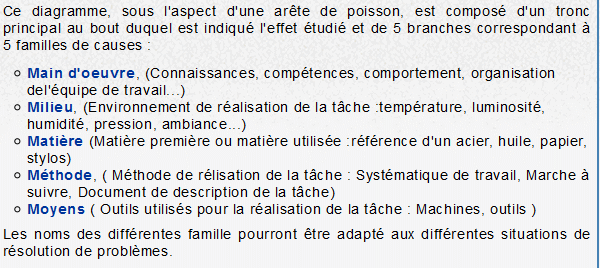 Ce diagramme, sous l'aspect d'une arête de poisson, est composé d'un tronc
principal au bout duquel est indiqué l'effet étudié et de 5 branches correspondant à
5 familles de causes :
Main d'oeuvre, (Connaissances, compétences, comportement, organisation
del'équipe de travail...)
Milieu, (Environnement de réalisation de la tâche :température, luminosité,
humidité, pression, ambiance...)
Matière (Matière première ou matière utilisée :référence d'un acier, huile, papier,
stylos)
Méthode, ( Méthode de rélisation de la tâche : Systématique de travail, Marche à
suivre, Document de description de la tâche)
Moyens ( Outils utilisés pour la réalisation de la tâche : Machines, outils )
Les noms des différentes famille pourront être adapté aux différentes situations de
résolution de problèmes.